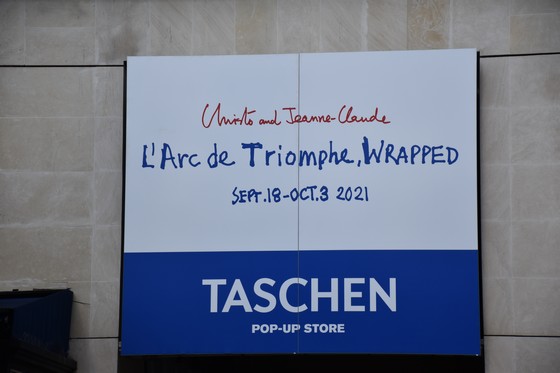 Christo and Jeanne-Claude
L'Arc de Triomphe, WRAPPED
SEPT.18-OCT.3 2021
TASCHEN
POP-UP STORE